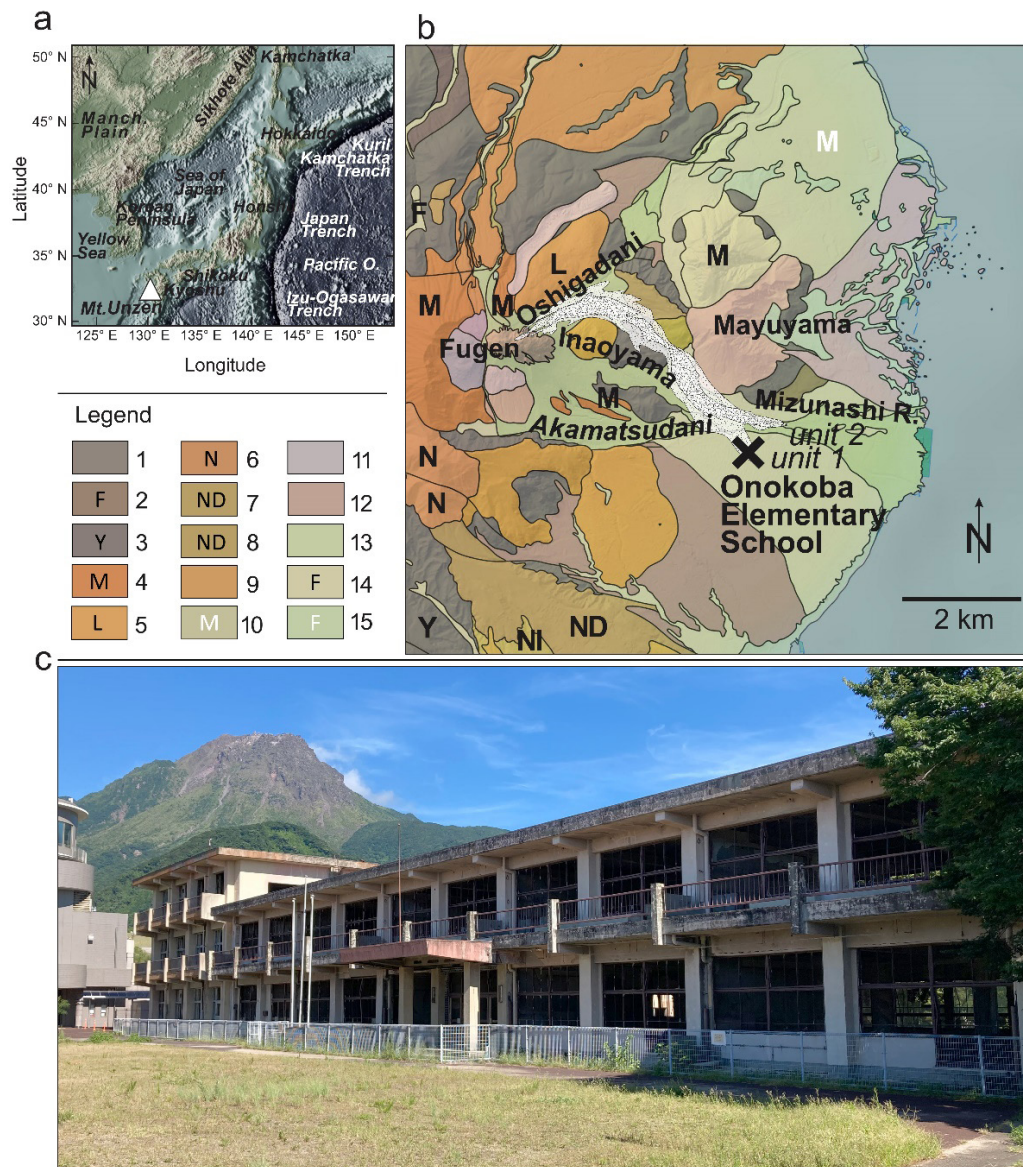 a
50° N
45° N
40° N
35° N
30° N
Latitude
N
Kamchatka
Sikhote Alin
Manch.
Plain
Hokkaido
Kuril
Kamchatka
Trench
Sea of
Japan
Korean
Peninsula
Honshu
Japan
Trench
Yellow
Sea
Pacific O.
Shikoku
Kyushu
Mt.Unzen
Izu-Ogasawar
Trench
125° E
130° E
135° E
140° E
145° E
150° E
Longitude
Legend
1
F 2
Y 3
M 4
L 5
N 6
ND 7
ND 8
9
M 10
11
12
13
F 14
F 15
b
M
F
L
M
M
M
Oshigadani
Fugen
Inaoyama
Mayuyama
M
Akamatsudani
Mizunashi R.
unit 2
unit 1
N
N
Onokoba
Elementary
School
N
Y
NI
ND
2 km
c